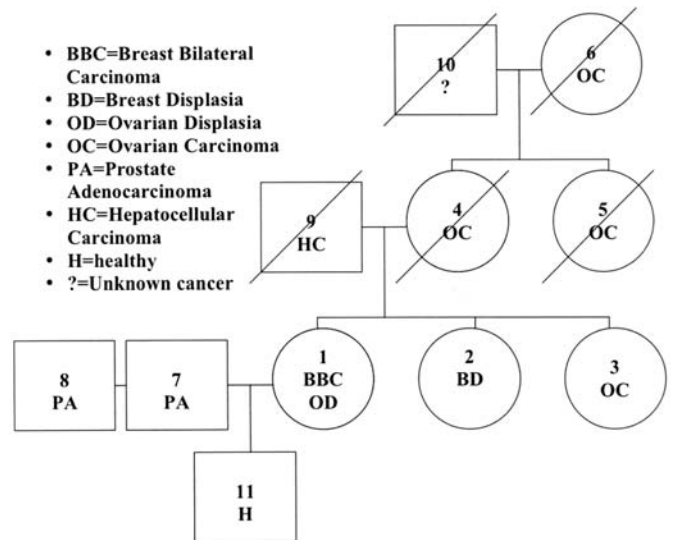 • BBC=Breast Bilateral
Carcinoma
• BD=Breast Displasia
• OD=Ovarian Displasia
• OC=Ovarian Carcinoma
• PA=Prostate
Adenocarcinoma
• HC=Hepatocellular
Carcinoma
• H=healthy
• ?=Unknown cancer
10
?
6
OC
9
HC
4
OC
5
OC
8
PA
7
PA
1
BBC
OD
2
BD
3
OC
11
H